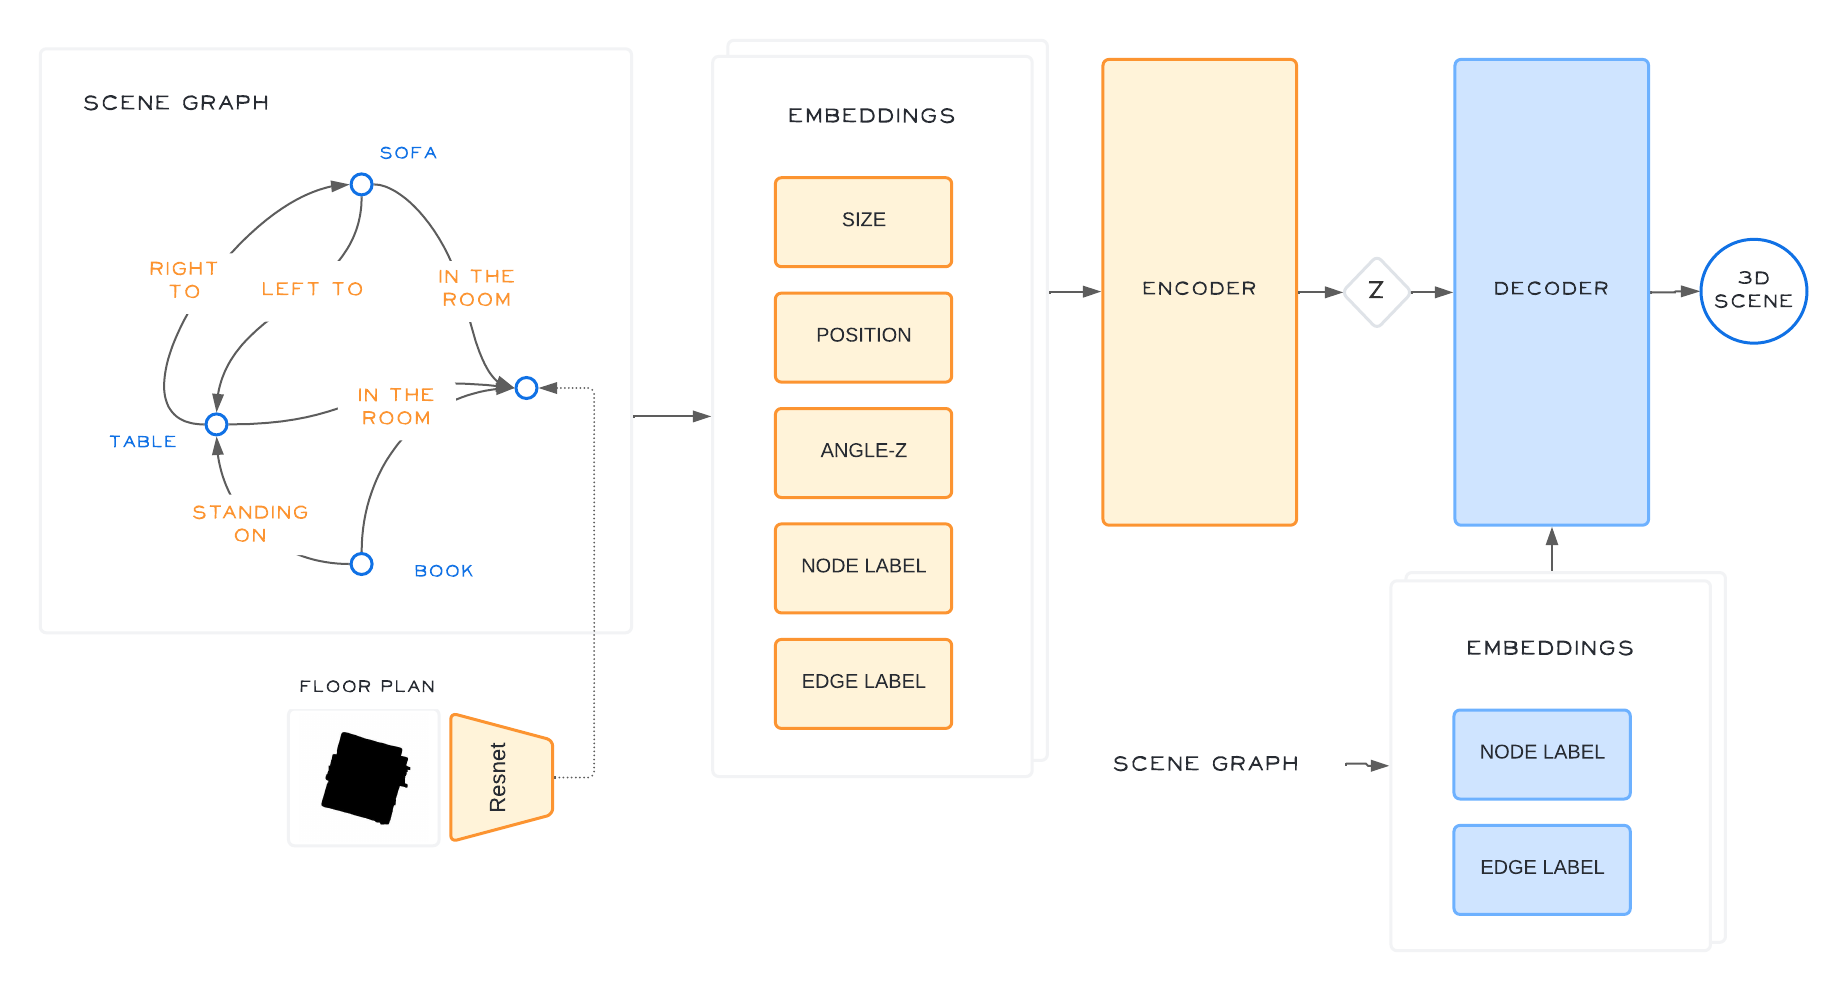 SCENE GRAPH
SOFA
RIGHT
TO
LEFT TO
IN THE
ROOM
IN THE
ROOM
TABLE
STANDING
ON
BOOK
FLOOR PLAN
Resnet
EMBEDDINGS
SIZE
POSITION
ANGLE-Z
NODE LABEL
EDGE LABEL
ENCODER
Z
DECODER
3D
SCENE
SCENE GRAPH
EMBEDDINGS
NODE LABEL
EDGE LABEL